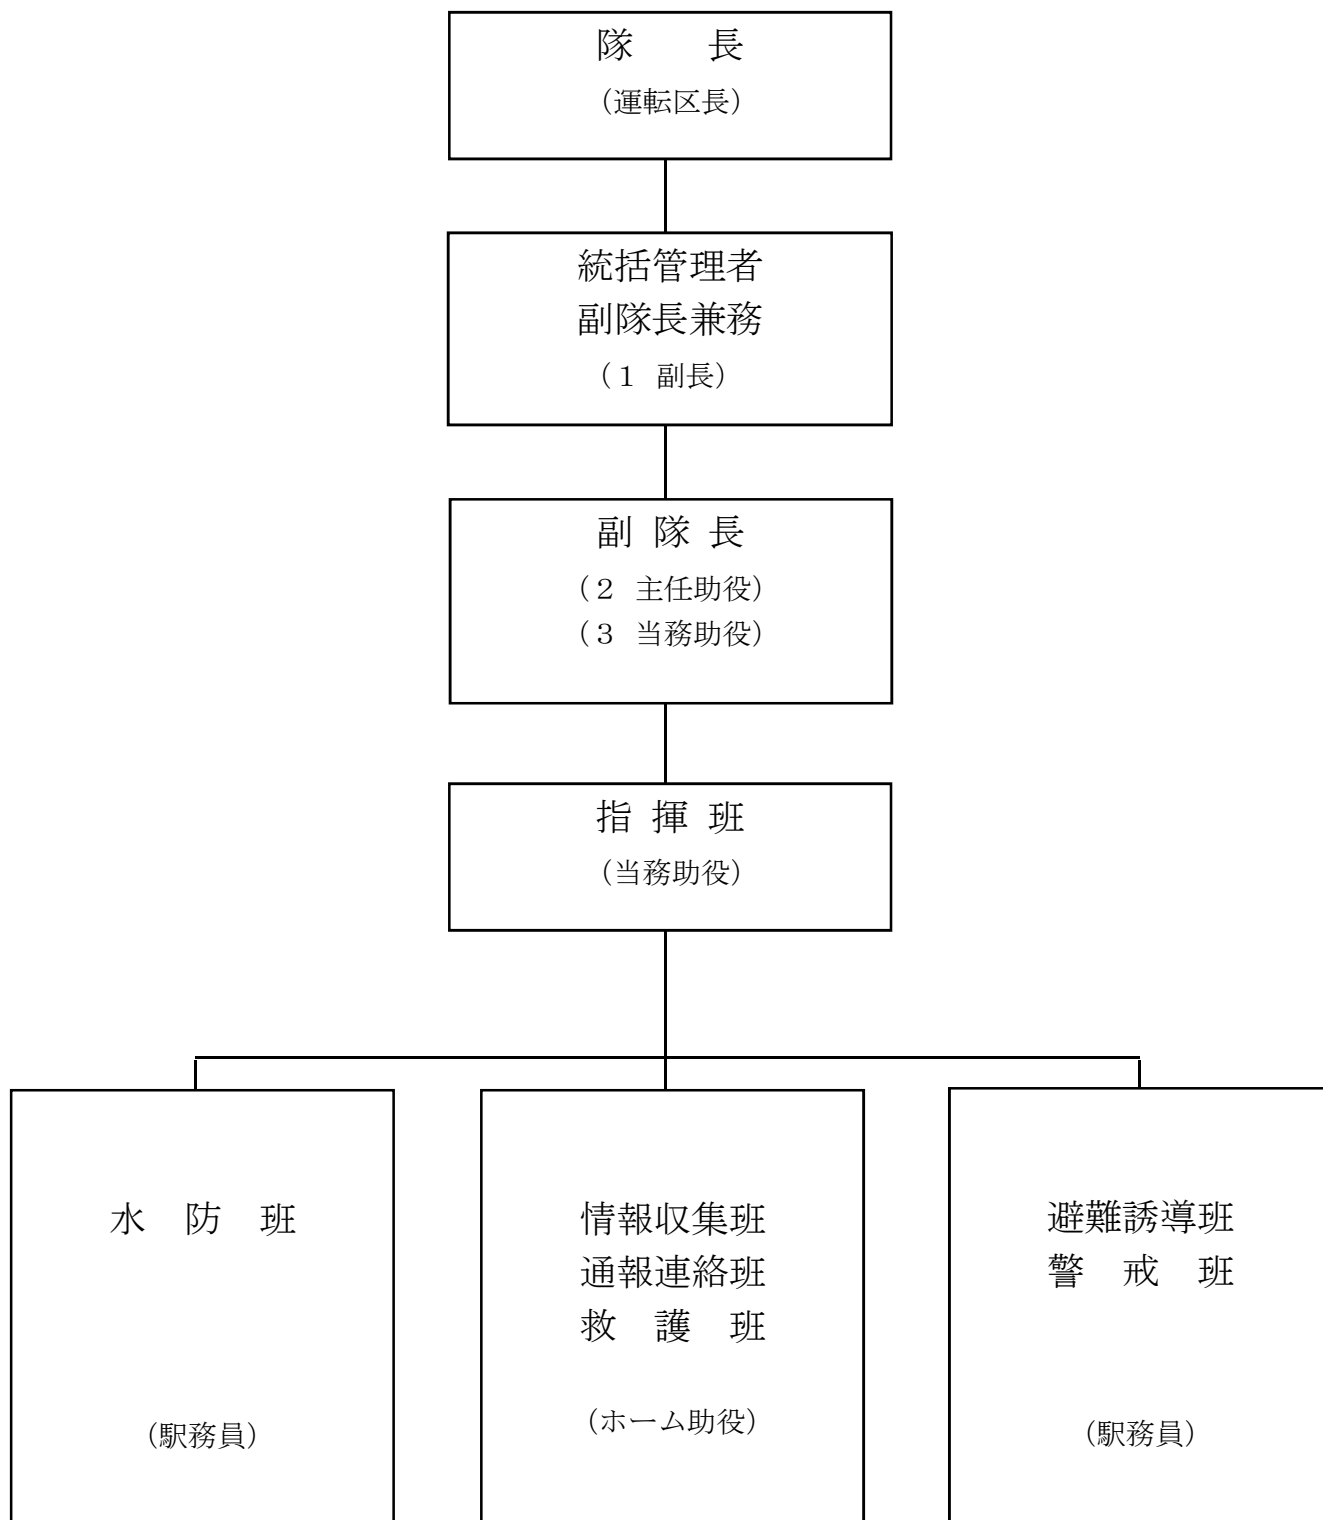 隊　　長
（運転区長）
統括管理者
副隊長兼務
（１ 副長）
副 隊 長
（２ 主任助役）
（３ 当務助役）
指 揮 班
（当務助役）
水　防　班
（駅務員）
情報収集班
通報連絡班
救　護　班
（ホーム助役）
避難誘導班
警　戒　班
（駅務員）